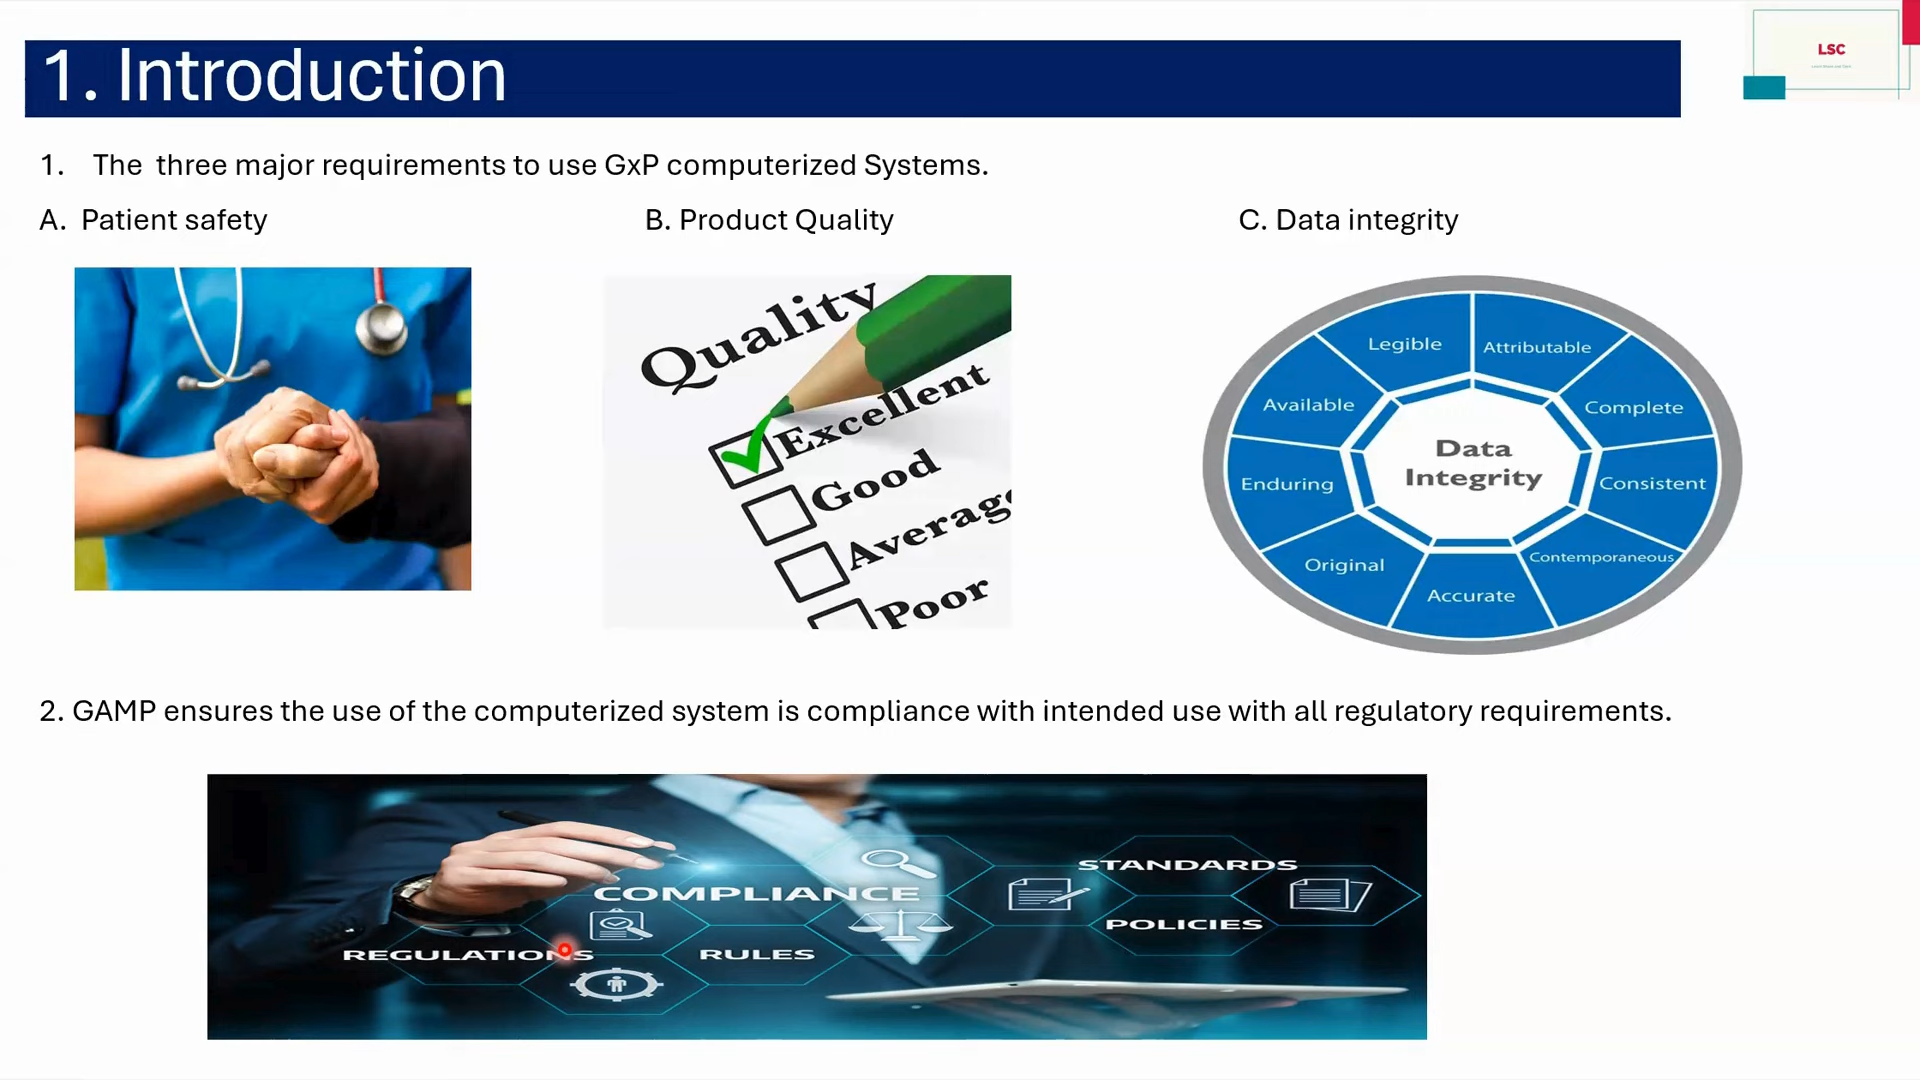 1. Introduction
LSC
1. The three major requirements to use GxP computerized Systems.
A. Patient safety
B. Product Quality
C. Data integrity
Quality
Excellent
Good
Averag
Poor
Legible
Attributable
Available
Complete
Data
Integrity
Enduring
Consistent
Original
Contemporaneous
Accurate
2. GAMP ensures the use of the computerized system is compliance with intended use with all regulatory requirements.
STANDARDS
COMPLIANCE
POLICIES
REGULATIONS
RULES